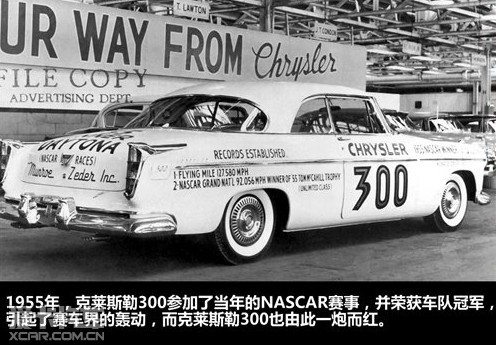 T. LAWTON
J. T. CONDON
UR WAY FROM Chrysler
FILE COPY
ADVERTISING DEPT.
DAYTONA
NASCAR RACES
Munroe Zeder Inc.
300
RECORDS ESTABLISHED
1-FLYING MILE 127.580 MPH
2-NASCAR GRAND NAT'L 92.056 MPH
WINNER OF '55 TOM McCAHILL TROPHY
(UNLIMITED CLASS)
CHRYSLER
300
WINNER
1955年，克莱斯勒300参加了当年的NASCAR赛事，并荣获车队冠军，
引起了赛车界的轰动，而克莱斯勒300也由此一炮而红。
XCAR.COM.CN